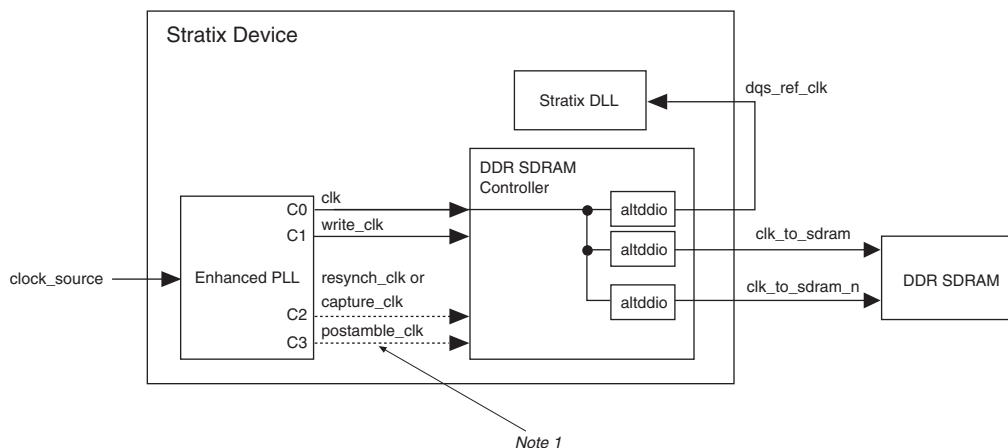 Stratix Device
Stratix DLL
dqs_ref_clk
DDR SDRAM
Controller
clk
C0
altddio
write_clk
C1
altddio
clk_to_sdram
clock_source
Enhanced PLL
resynch_clk or
capture_clk
C2
altddio
clk_to_sdram_n
DDR SDRAM
postamble_clk
C3
Note 1